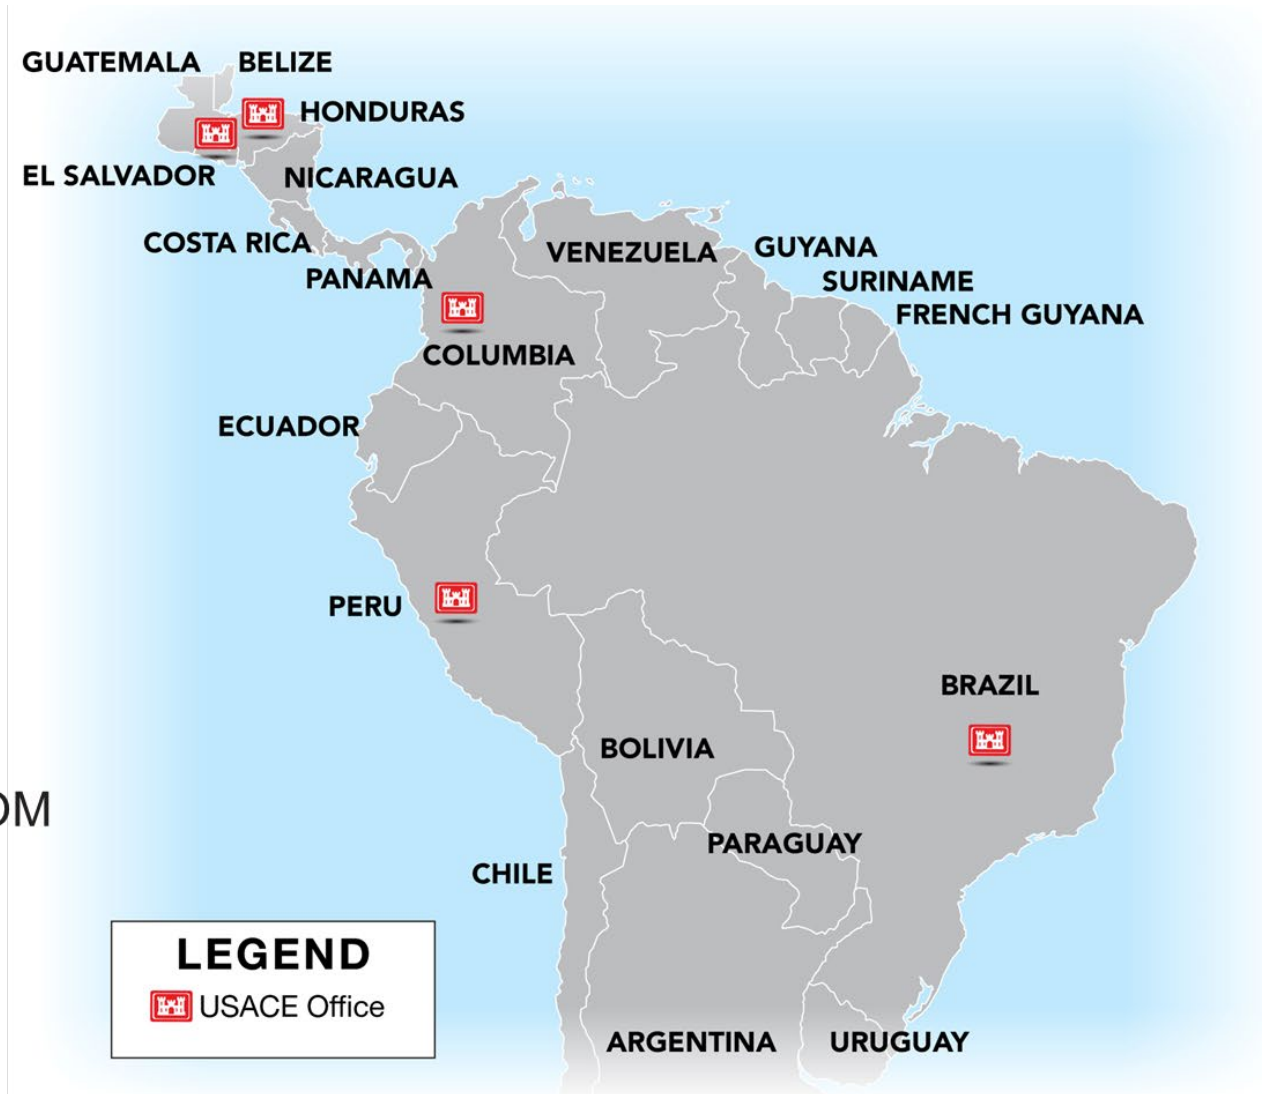 GUATEMALA
BELIZE
HONDURAS
EL SALVADOR
NICARAGUA
COSTA RICA
PANAMA
VENEZUELA
GUYANA
SURINAME
FRENCH GUYANA
COLUMBIA
ECUADOR
PERU
BRAZIL
BOLIVIA
OM
PARAGUAY
CHILE
LEGEND
USACE Office
ARGENTINA
URUGUAY